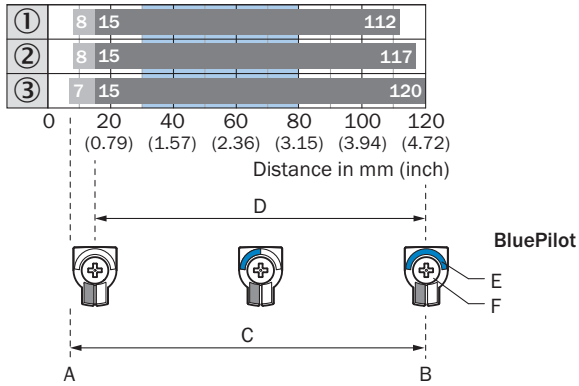 ① 8 15 112
② 8 15 117
③ 7 15 120
0 20 40 60 80 100 120
(0.79) (1.57) (2.36) (3.15) (3.94) (4.72)
Distance in mm (inch)
D
BluePilot
E
F
C
A B